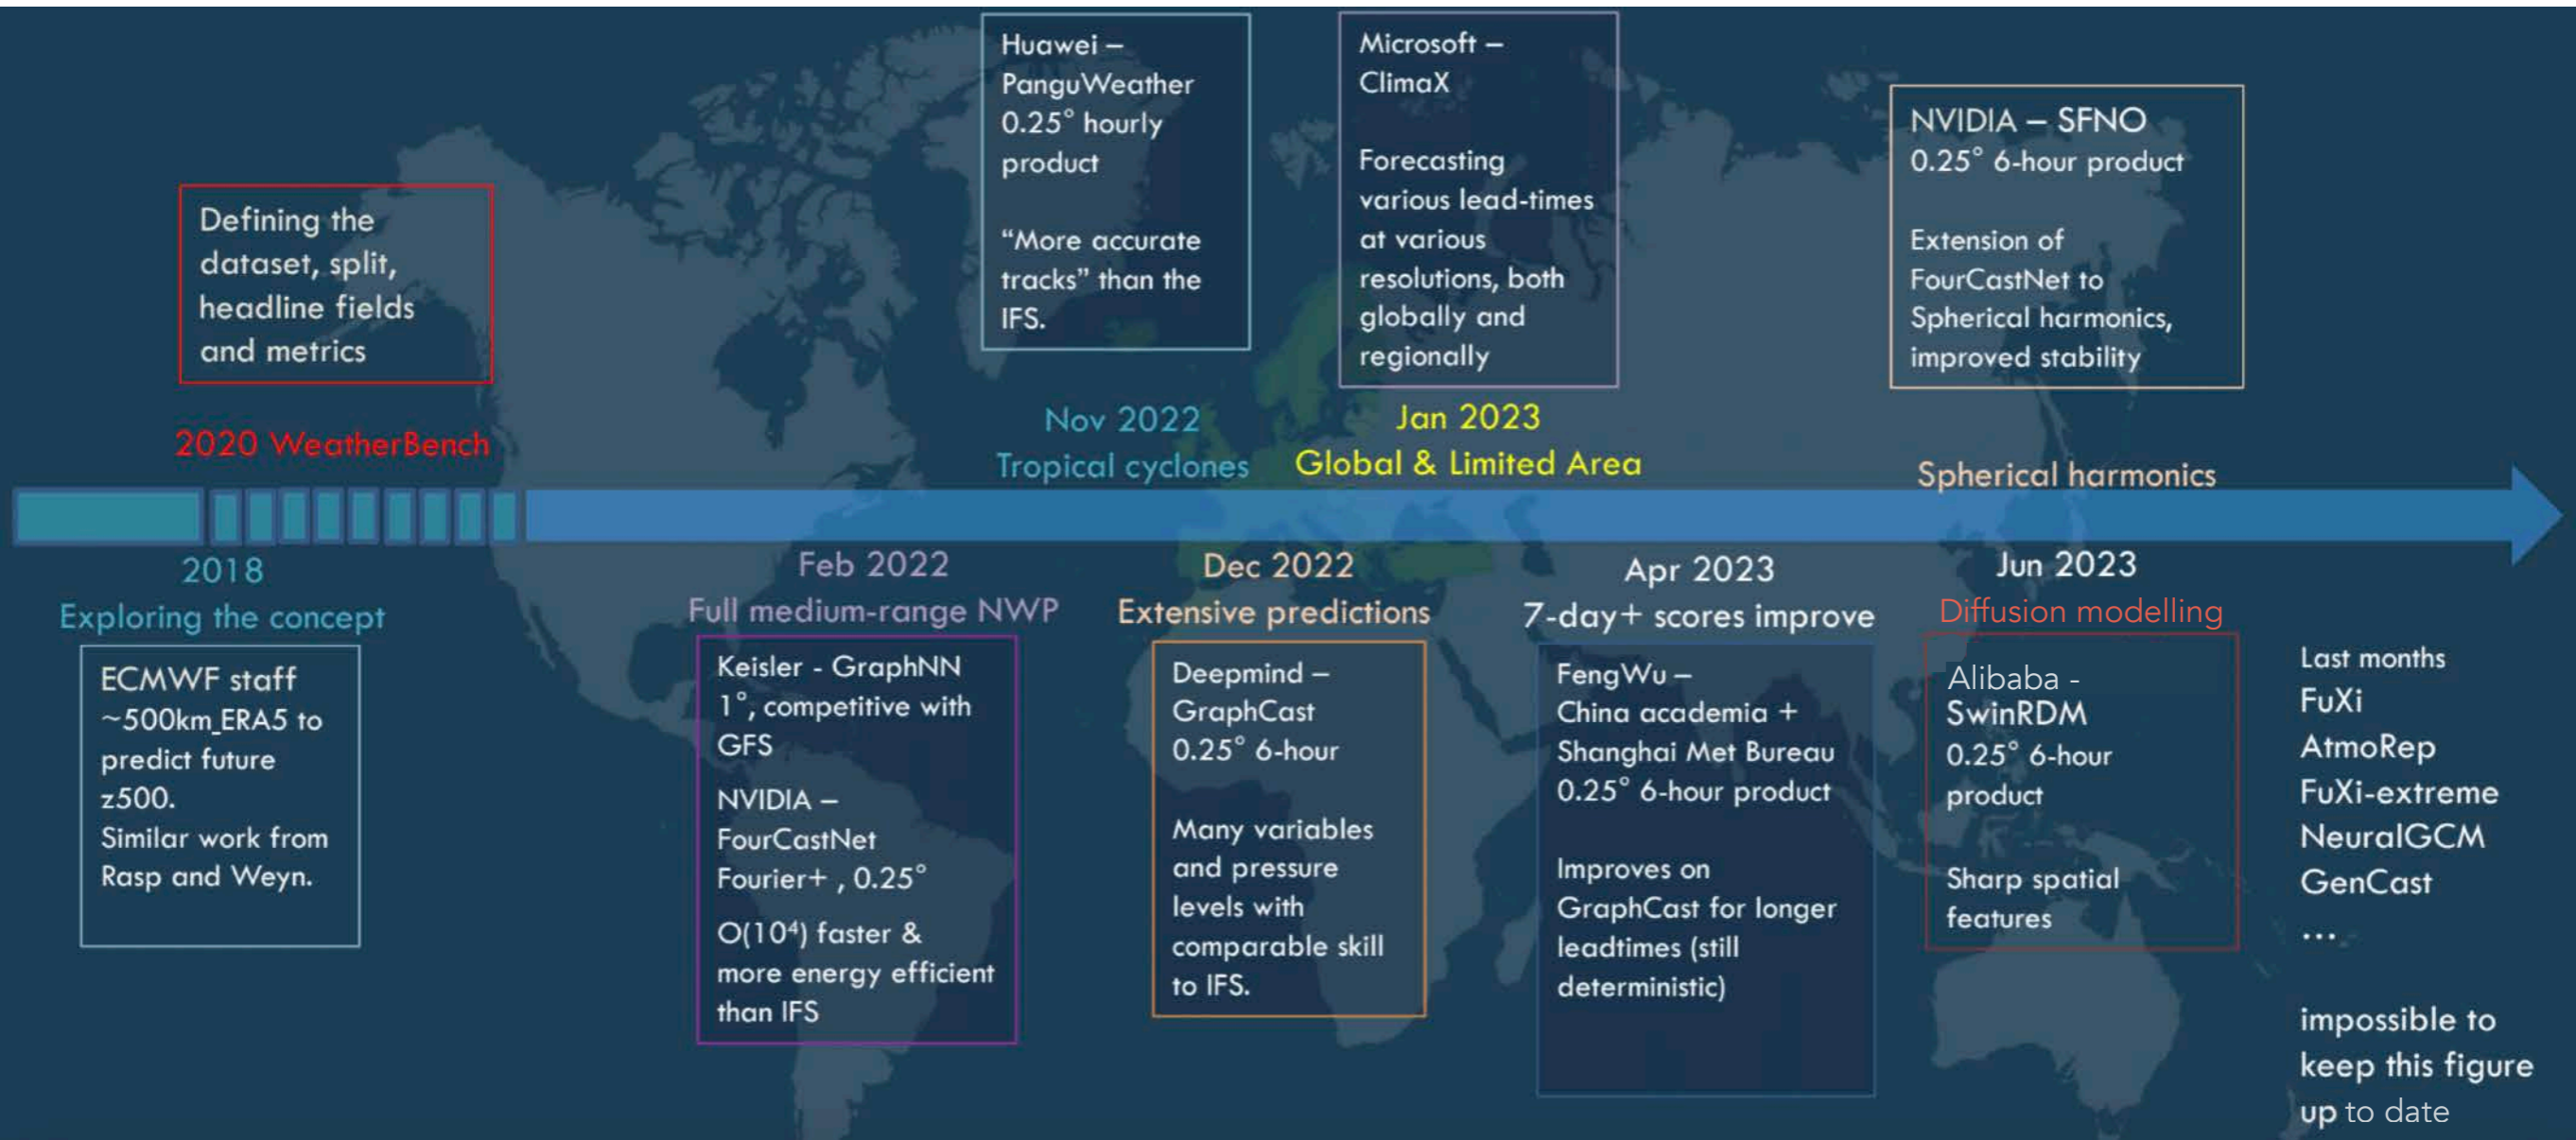 Defining the
dataset, split,
headline fields
and metrics
2020 WeatherBench
2018
Exploring the concept
ECMWF staff
~500km_ERA5 to
predict future
z500.
Similar work from
Rasp and Weyn.
Feb 2022
Full medium-range NWP
Keisler - GraphNN
1°, competitive with
GFS
NVIDIA –
FourCastNet
Fourier+ , 0.25°
O(10⁴) faster &
more energy efficient
than IFS
Huawei –
PanguWeather
0.25° hourly
product
“More accurate
tracks” than the
IFS.
Nov 2022
Tropical cyclones
Dec 2022
Extensive predictions
Deepmind –
GraphCast
0.25° 6-hour
Many variables
and pressure
levels with
comparable skill
to IFS.
Microsoft –
ClimaX
Forecasting
various lead-times
at various
resolutions, both
globally and
regionally
Jan 2023
Global & Limited Area
Apr 2023
7-day+ scores improve
FengWu –
China academia +
Shanghai Met Bureau
0.25° 6-hour product
Improves on
GraphCast for longer
leadtimes (still
deterministic)
NVIDIA – SFNO
0.25° 6-hour product
Extension of
FourCastNet to
Spherical harmonics,
improved stability
Spherical harmonics
Jun 2023
Diffusion modelling
Alibaba -
SwinRDM
0.25° 6-hour
product
Sharp spatial
features
Last months
FuXi
AtmoRep
FuXi-extreme
NeuralGCM
GenCast
...
impossible to
keep this figure
up to date